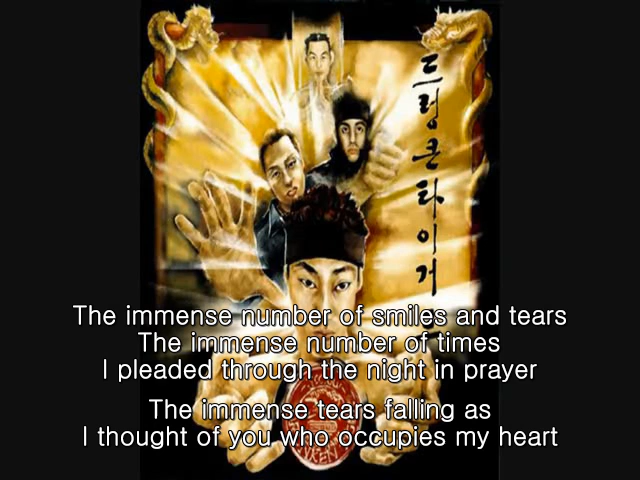 드렁큰타이거
The immense number of smiles and tears
The immense number of times
I pleaded through the night in prayer
The immense tears falling as
I thought of you who occupies my heart